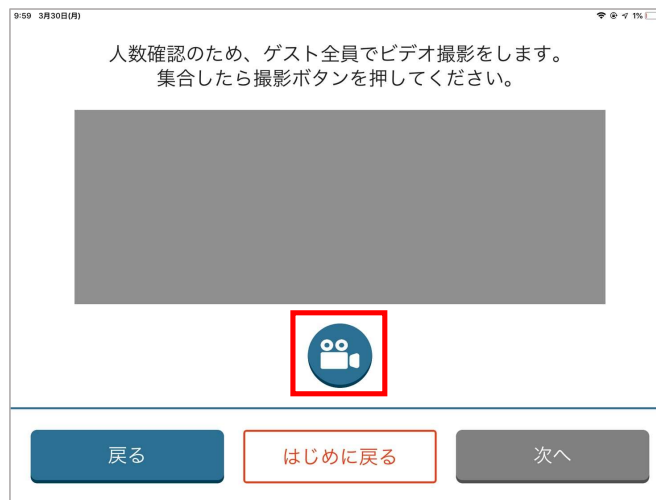 9:59 3月30日(月)
1%
人数確認のため、ゲスト全員でビデオ撮影をします。
集合したら撮影ボタンを押してください。
戻る
はじめに戻る
次へ